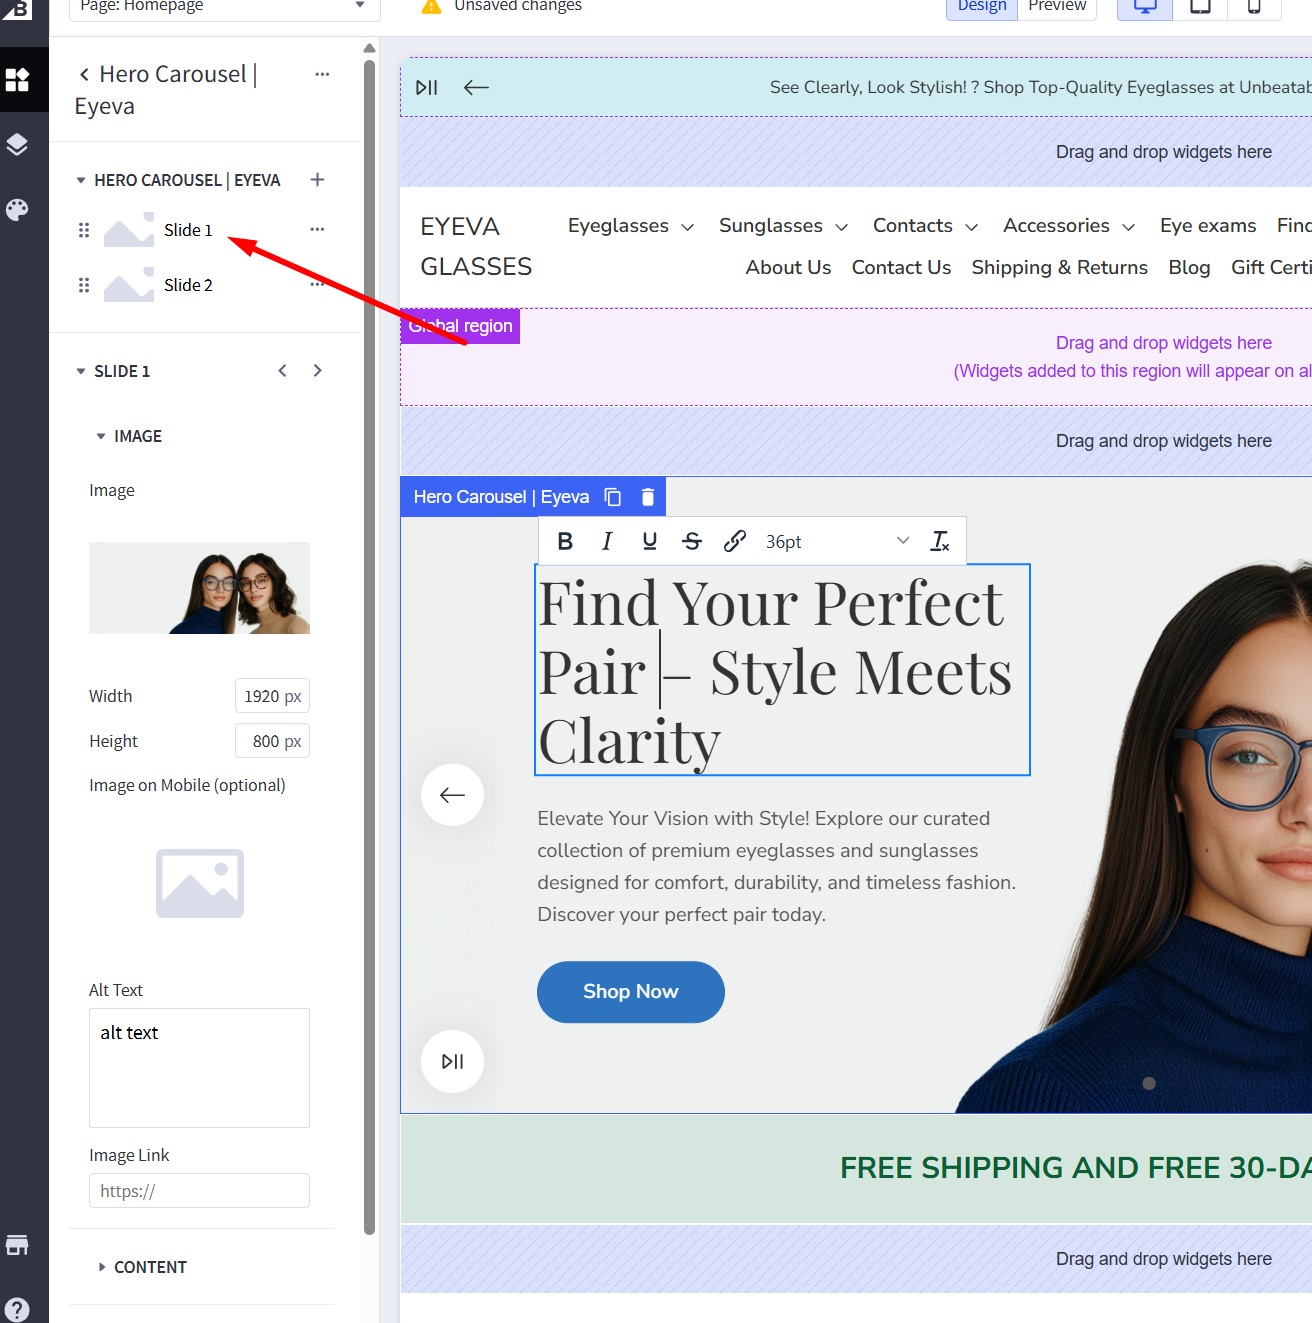 Page: Homepage
Unsaved changes
Design
Preview
Hero Carousel |
Eyeva
HERO CAROUSEL | EYEVA
Slide 1
Slide 2
SLIDE 1
IMAGE
Image
Width
1920 px
Height
800 px
Image on Mobile (optional)
Alt Text
alt text
Image Link
https://
CONTENT
See Clearly, Look Stylish! ? Shop Top-Quality Eyeglasses at Unbeatab
Drag and drop widgets here
EYEVA
GLASSES
Eyeglasses
Sunglasses
Contacts
Accessories
Eye exams
Find
About Us
Contact Us
Shipping & Returns
Blog
Gift Certi
Global region
Drag and drop widgets here
(Widgets added to this region will appear on al
Drag and drop widgets here
Hero Carousel | Eyeva
B I U S 36pt
Find Your Perfect
Pair – Style Meets
Clarity
Elevate Your Vision with Style! Explore our curated
collection of premium eyeglasses and sunglasses
designed for comfort, durability, and timeless fashion.
Discover your perfect pair today.
Shop Now
FREE SHIPPING AND FREE 30-DA
Drag and drop widgets here